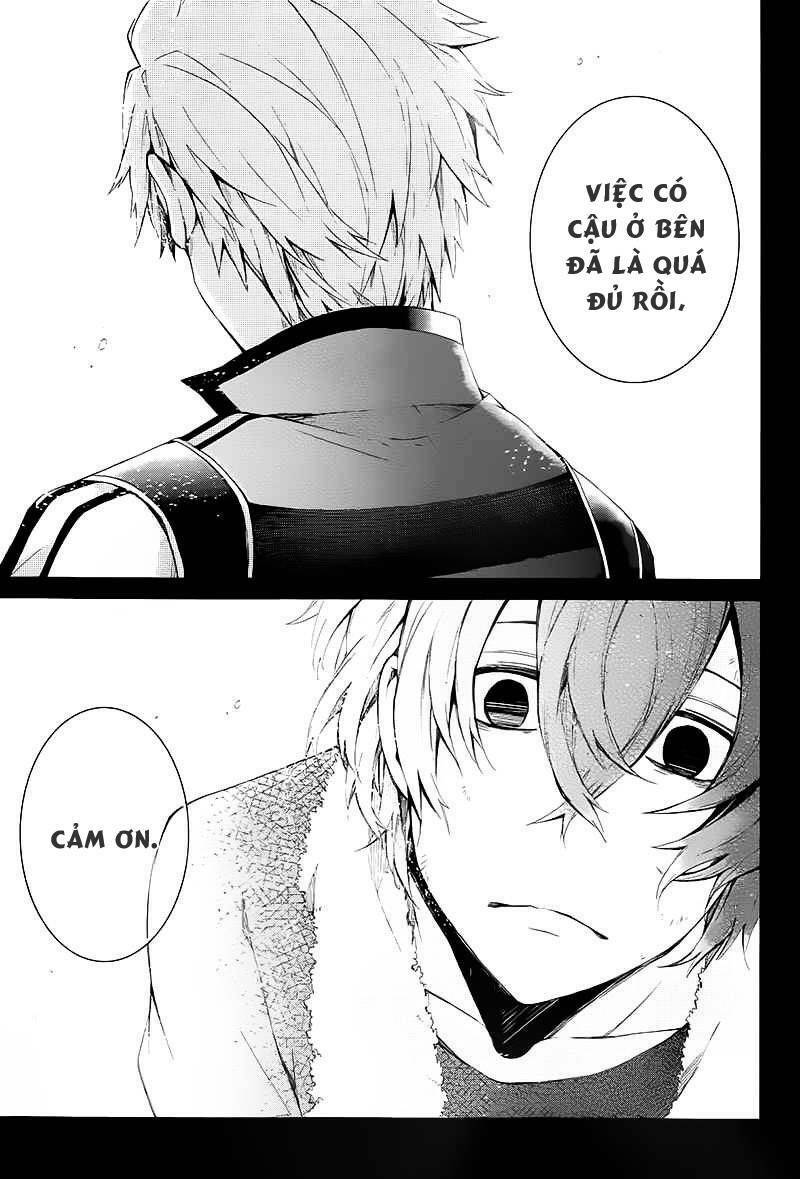 VIỆC CÓ
CẬU Ở BÊN
ĐÃ LÀ QUÁ
ĐỦ RỒI,
CẢM ƠN.